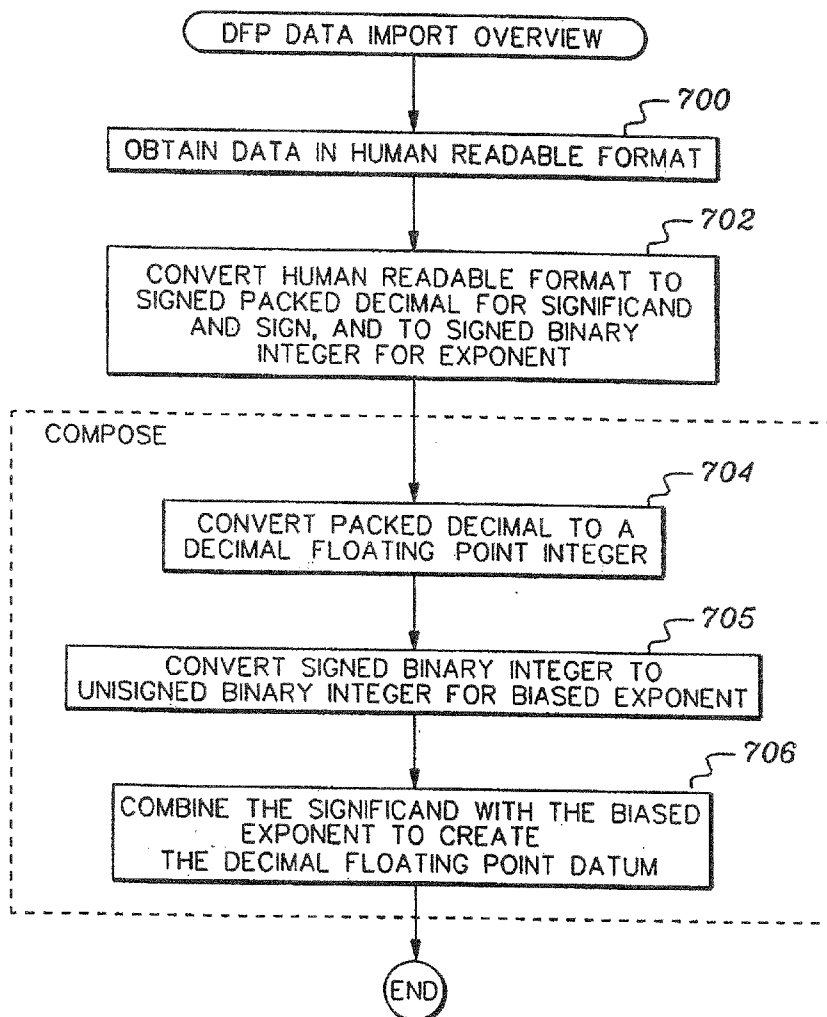 DFP DATA IMPORT OVERVIEW
700
OBTAIN DATA IN HUMAN READABLE FORMAT
702
CONVERT HUMAN READABLE FORMAT TO
SIGNED PACKED DECIMAL FOR SIGNIFICAND
AND SIGN, AND TO SIGNED BINARY
INTEGER FOR EXPONENT
COMPOSE
704
CONVERT PACKED DECIMAL TO A
DECIMAL FLOATING POINT INTEGER
705
CONVERT SIGNED BINARY INTEGER TO
UNISIGNED BINARY INTEGER FOR BIASED EXPONENT
706
COMBINE THE SIGNIFICAND WITH THE BIASED
EXPONENT TO CREATE
THE DECIMAL FLOATING POINT DATUM
END